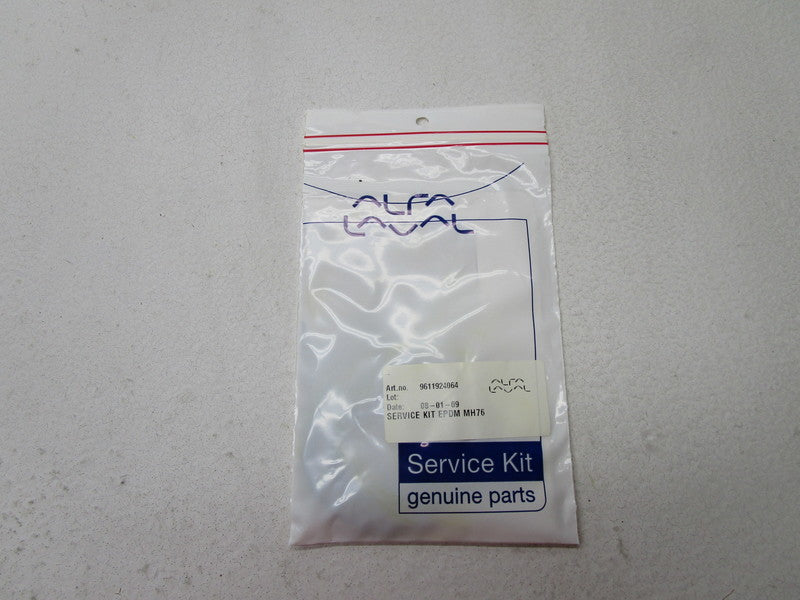 ALFA
LAVAL
Art.no. 9611924064
ALFA
LAVAL
Lot:
Date: 08-01-09
SERVICE KIT EPDM MH76
Service Kit
genuine parts